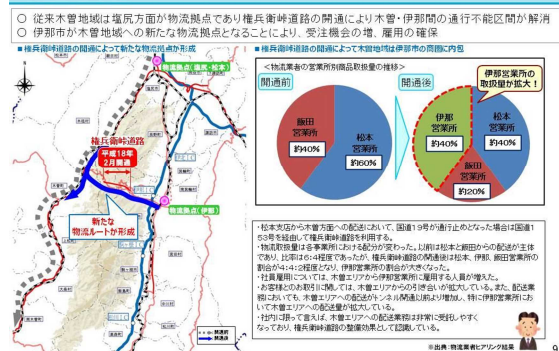 ○ 従来木曽地域は塩尻方面が物流拠点であり権兵衛峠道路の開通により木曽・伊那間の通行不能区間が解消
○ 伊那市が木曽地域への新たな物流拠点となることにより、受注機会の増、雇用の確保
■権兵衛峠道路の開通によって新たな物流拠点が形成
物流拠点(塩尻・松本)
権兵衛峠道路
平成18年
2月開通
新たな
物流ルートが形成
物流拠点(伊那)
開通前
開通後
■権兵衛峠道路の開通によって木曽地域は伊那市の商圏に内包
<物流業者の営業所別商品取扱量の推移>
開通前
開通後
伊那営業所の
取扱量が拡大!
飯田
営業所
約40%
松本
営業所
約60%
伊那
営業所
約40%
松本
営業所
約40%
飯田
営業所
約20%
・松本支店から木曽方面への配送において、国道19号が通行止めとなった場合は国道1
53号を経由して権兵衛峠道路を利用する。
・物流取扱量は各事業所における配分が変わった。以前は松本と飯田からの配送が主体
であり、比率は6:4程度であったが、権兵衛峠道路の開通後は松本、伊那、飯田営業所の
割合が4:4:2程度となり、伊那営業所の割合が大きくなった。
・社員雇用については、木曽エリアから伊那営業所に雇用する人員が増えた。
・お客様とのお取引に関しては、木曽エリアからの引き合いが拡大している。また、配送業
務においても、木曽エリアへの配送がトンネル開通以前より増加し、特に伊那営業所にお
いて木曽エリアへの配送量が拡大している。
・社内に限って言えば、木曽エリアへの配送業務は非常に受託しやすく
なっており、権兵衛峠道路の整備効果として認識している。
※出典:物流業者ヒアリング結果
9